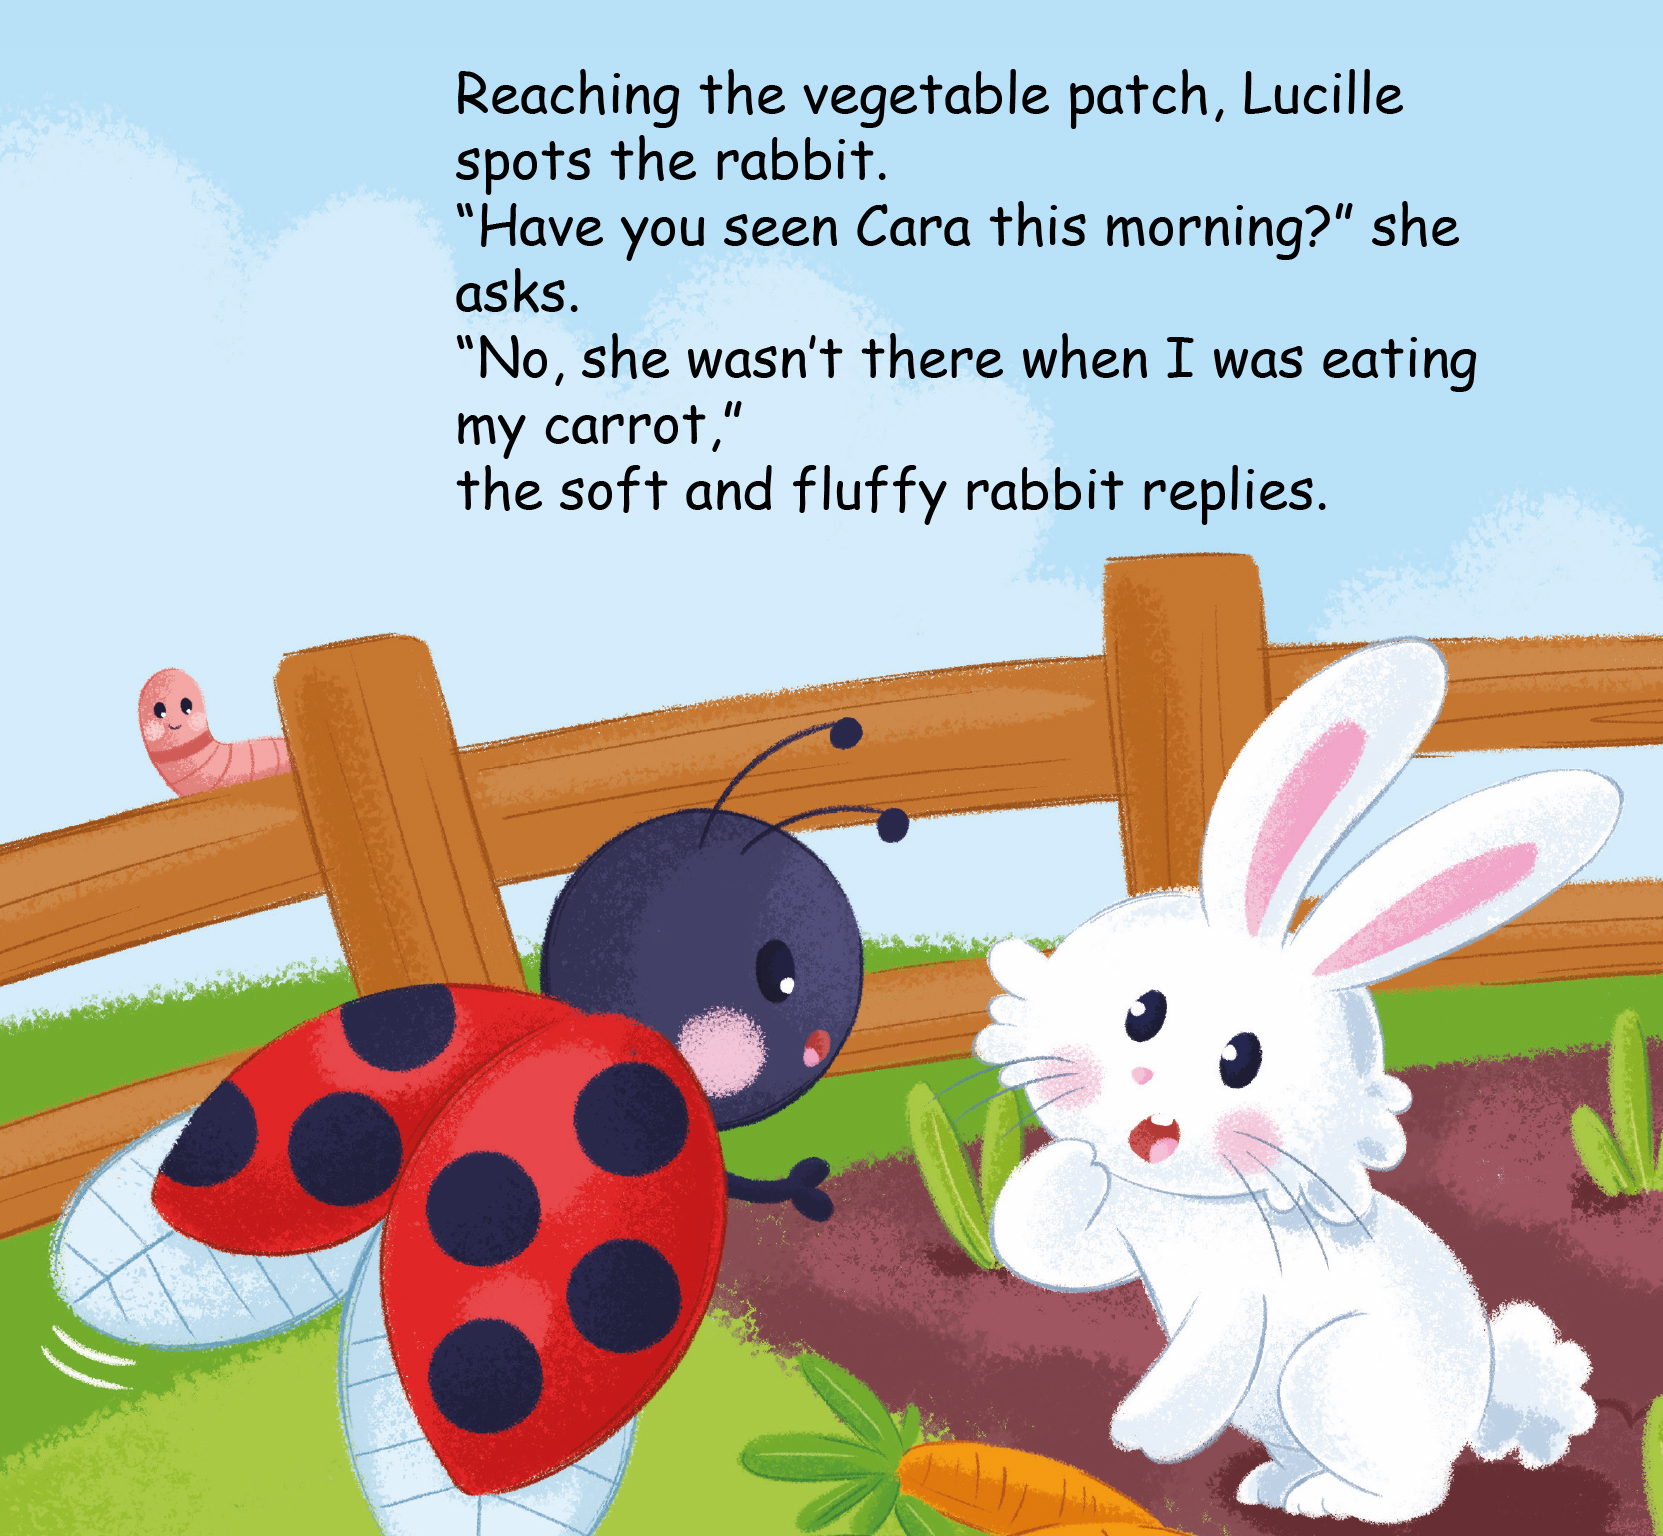 Reaching the vegetable patch, Lucille
spots the rabbit.
“Have you seen Cara this morning?” she
asks.
“No, she wasn’t there when I was eating
my carrot,”
the soft and fluffy rabbit replies.